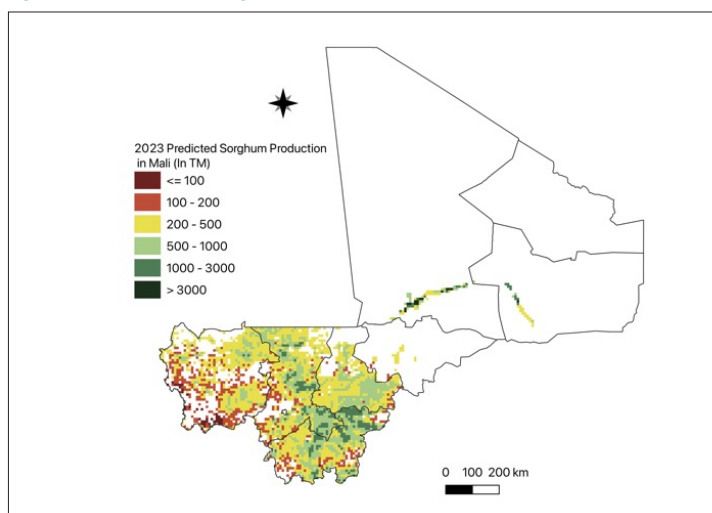 2023 Predicted Sorghum Production
in Mali (In TM)
<= 100
100 - 200
200 - 500
500 - 1000
1000 - 3000
> 3000
0 100 200 km